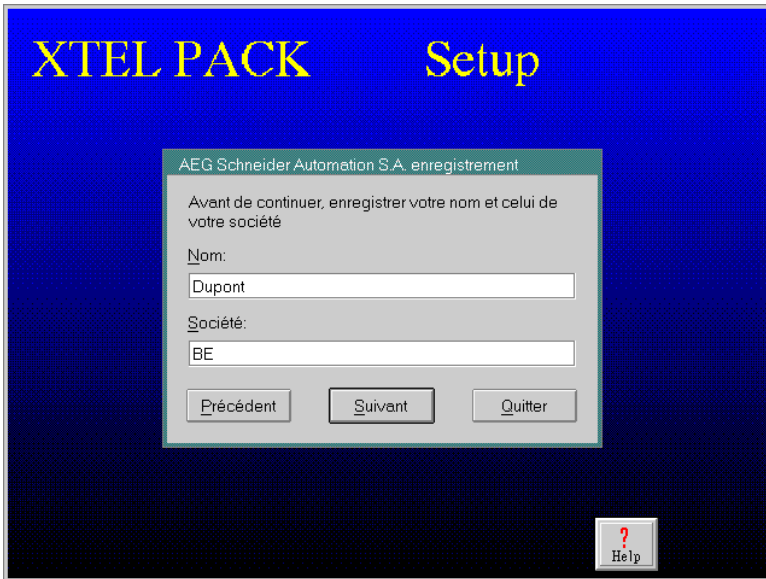 XTEL PACK Setup
AEG Schneider Automation S.A. enregistrement
Avant de continuer, enregistrer votre nom et celui de
votre société
Nom:
Dupont
Société:
BE
Précédent Suivant Quitter
?
Help